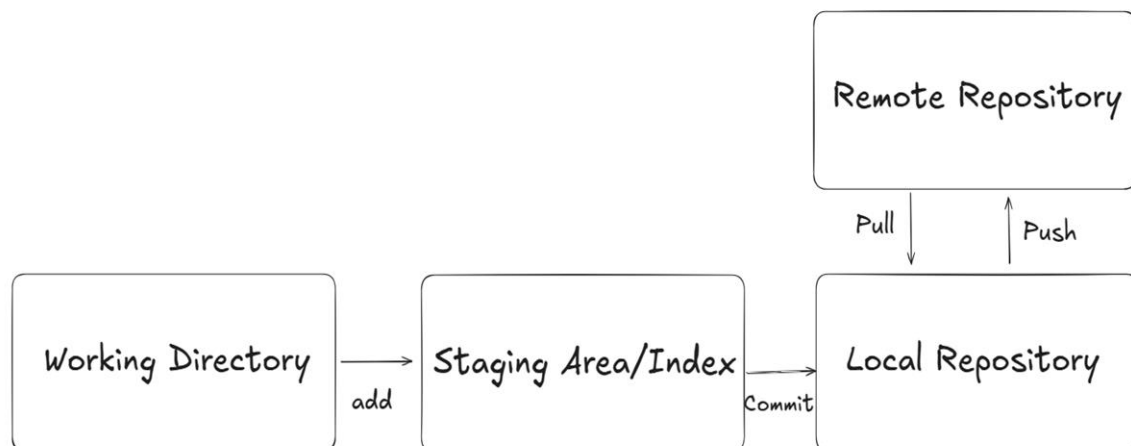 Remote Repository
Pull
Push
Working Directory
add
Staging Area/Index
Commit
Local Repository